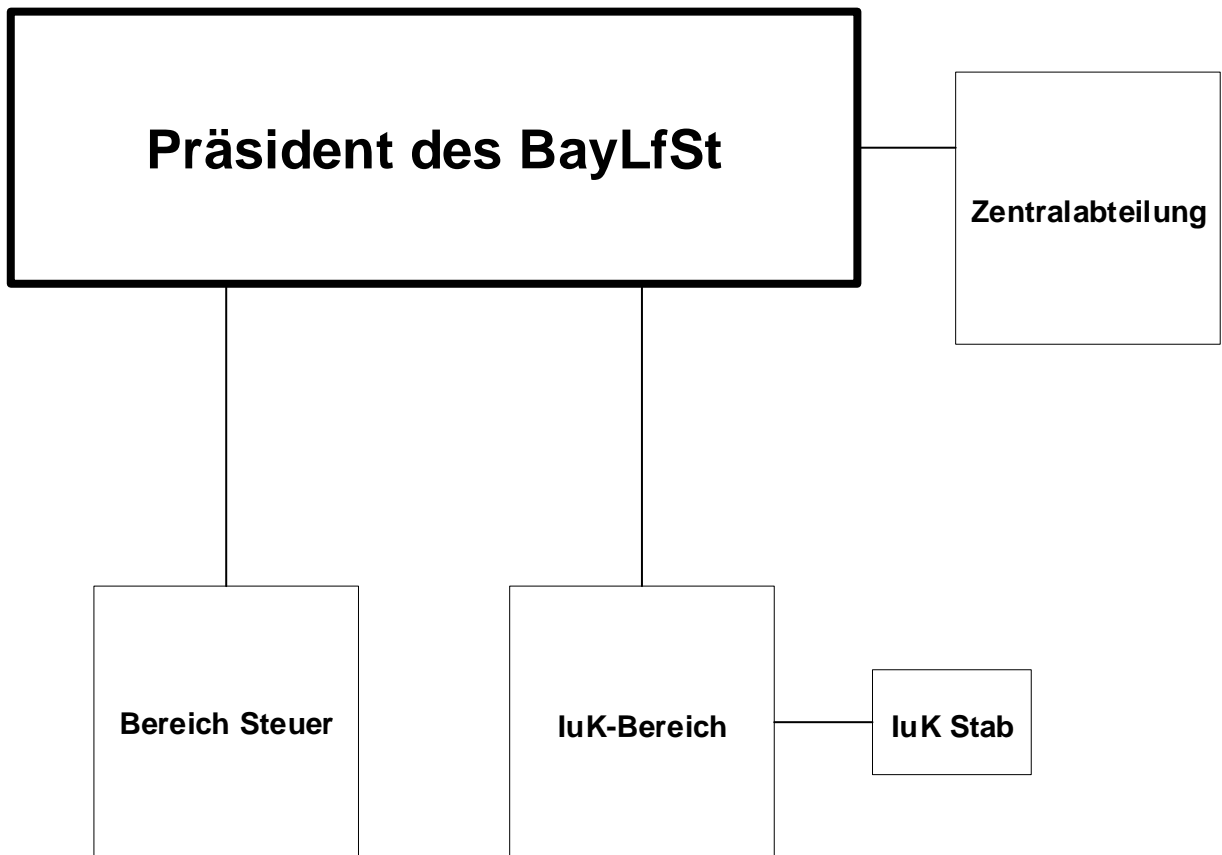 Präsident des BayLfSt
Zentralabteilung
Bereich Steuer
IuK-Bereich
IuK Stab